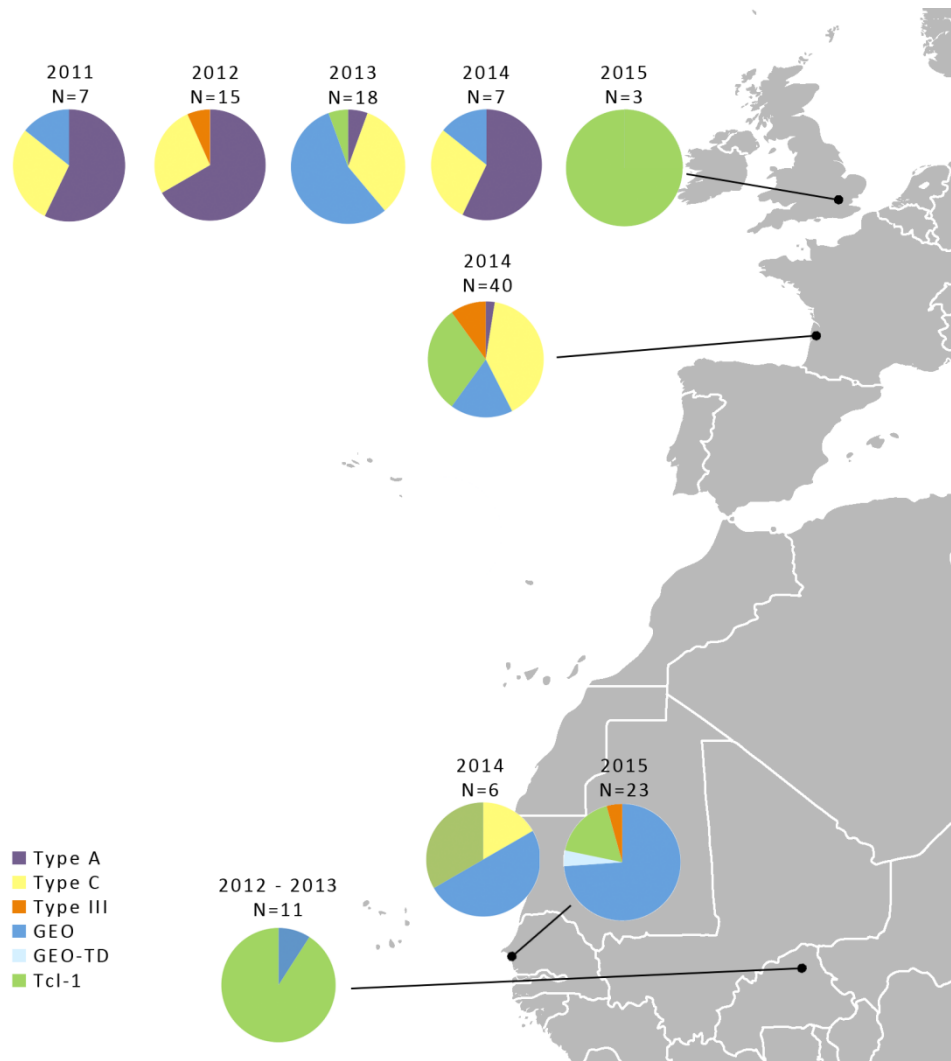 2011
N=7
2012
N=15
2013
N=18
2014
N=7
2015
N=3
2014
N=40
2014
N=6
2015
N=23
2012 - 2013
N=11
Type A
Type C
Type III
GEO
GEO-TD
Tcl-1